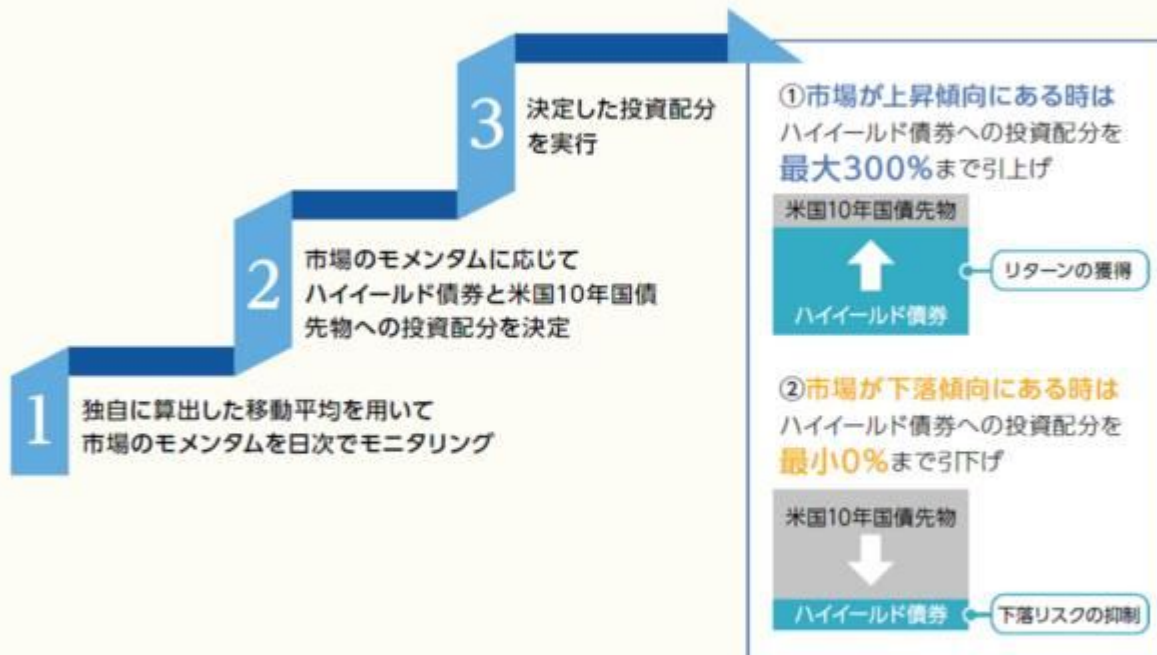 1
独自に算出した移動平均を用いて
市場のモメンタムを日次でモニタリング
2
市場のモメンタムに応じて
ハイイールド債券と米国10年国債
先物への投資配分を決定
3
決定した投資配分
を実行
①市場が上昇傾向にある時は
ハイイールド債券への投資配分を
最大300%まで引上げ
米国10年国債先物
ハイイールド債券
リターンの獲得
②市場が下落傾向にある時は
ハイイールド債券への投資配分を
最小0%まで引下げ
米国10年国債先物
ハイイールド債券
下落リスクの抑制